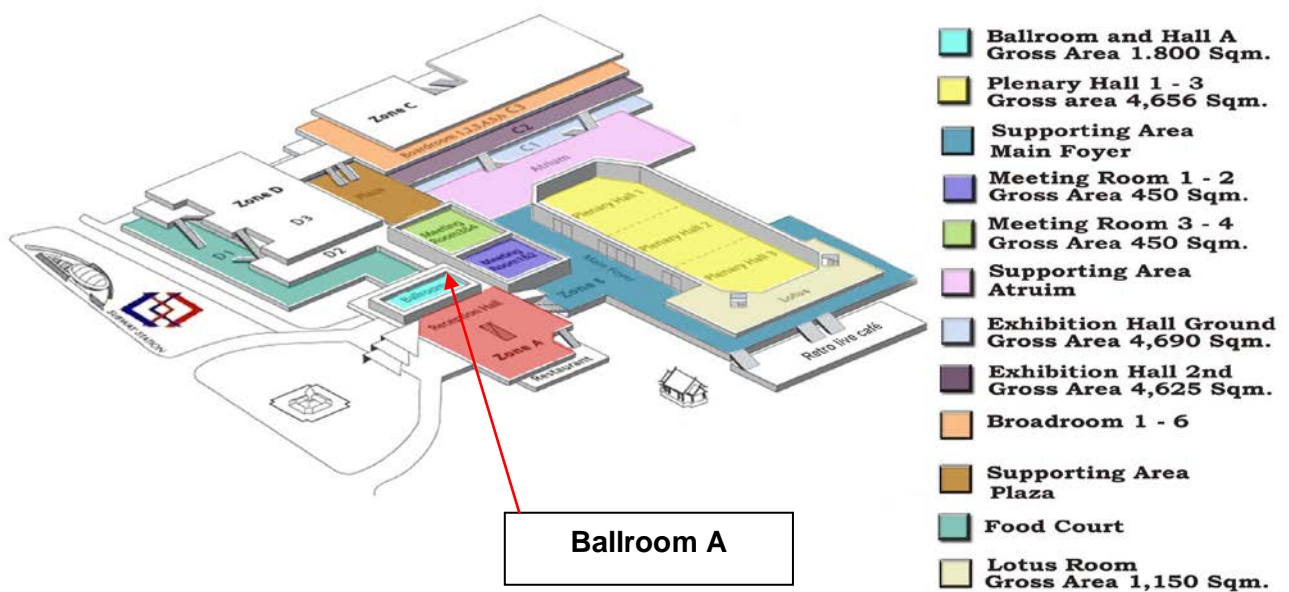 Zone C
Boardroom 1,2,3,4,5,6 C3
C2
C1
Atrium
Plaza
Zone D
D3
D1
D2
Meeting
Room3&4
Meeting
Room1&2
Ballroom
Reception Hall
Zone A
Restaurant
Plenary Hall 1
Plenary Hall 2
Plenary Hall 3
Main Foyer
Zone B
Lotus
Retro live café
SUBWAY STATION
Ballroom A
Ballroom and Hall A
Gross Area 1.800 Sqm.
Plenary Hall 1 - 3
Gross area 4,656 Sqm.
Supporting Area
Main Foyer
Meeting Room 1 - 2
Gross Area 450 Sqm.
Meeting Room 3 - 4
Gross Area 450 Sqm.
Supporting Area
Atruim
Exhibition Hall Ground
Gross Area 4,690 Sqm.
Exhibition Hall 2nd
Gross Area 4,625 Sqm.
Broadroom 1 - 6
Supporting Area
Plaza
Food Court
Lotus Room
Gross Area 1,150 Sqm.